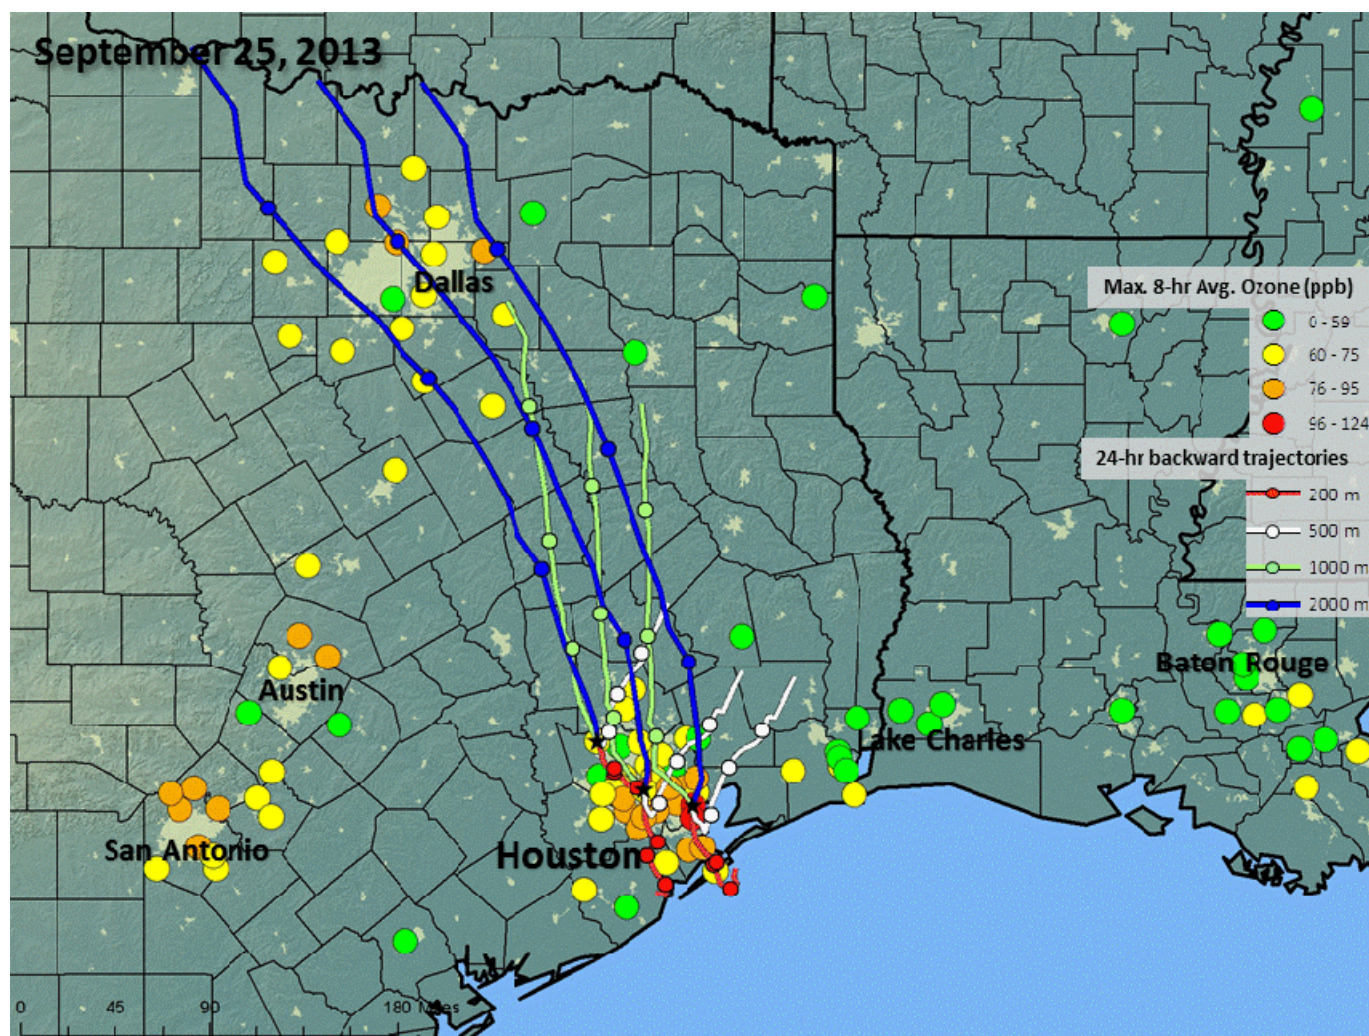 September 25, 2013
Dallas
Max. 8-hr Avg. Ozone (ppb)
0 - 59
60 - 75
76 - 95
96 - 124
24-hr backward trajectories
200 m
500 m
1000 m
2000 m
Baton Rouge
Austin
Lake Charles
San Antonio
Houston
0 45 90 180 Miles